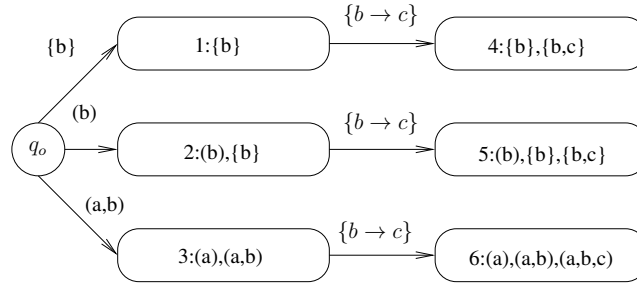 {b}
1:{b}
{b → c}
4:{b},{b,c}
(b)
q_o
2:(b),{b}
{b → c}
5:(b),{b},{b,c}
(a,b)
3:(a),(a,b)
{b → c}
6:(a),(a,b),(a,b,c)